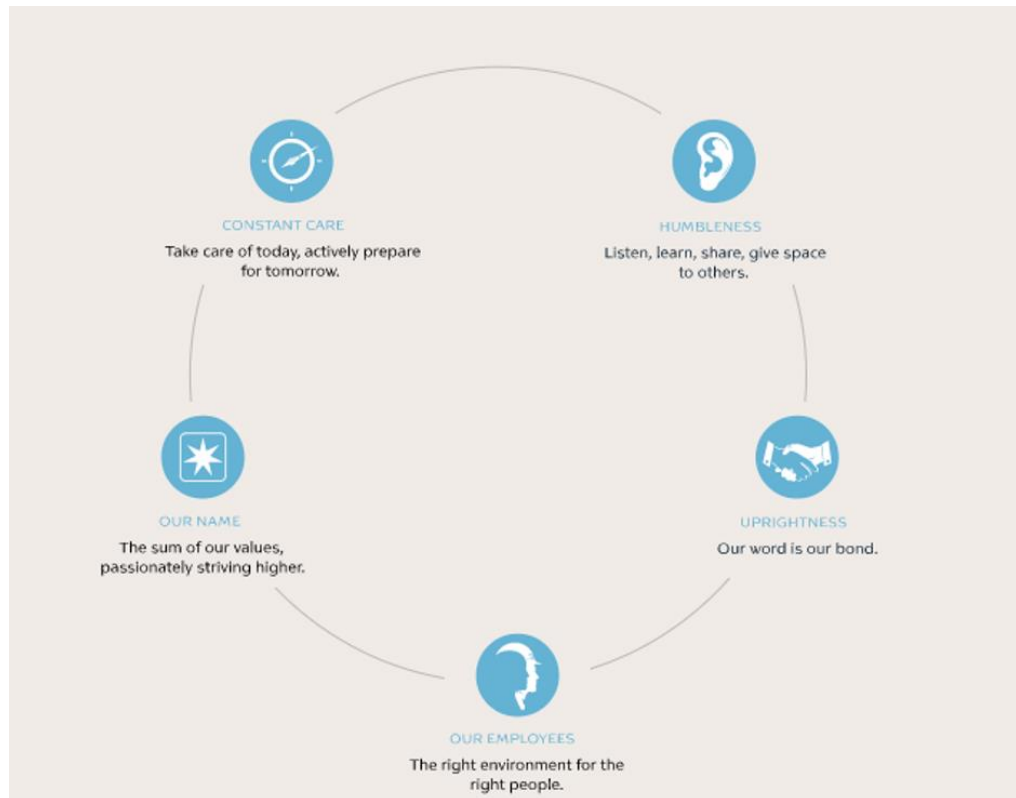 CONSTANT CARE
Take care of today, actively prepare
for tomorrow.
HUMBLENESS
Listen, learn, share, give space
to others.
OUR NAME
The sum of our values,
passionately striving higher.
UPRIGHTNESS
Our word is our bond.
OUR EMPLOYEES
The right environment for the
right people.